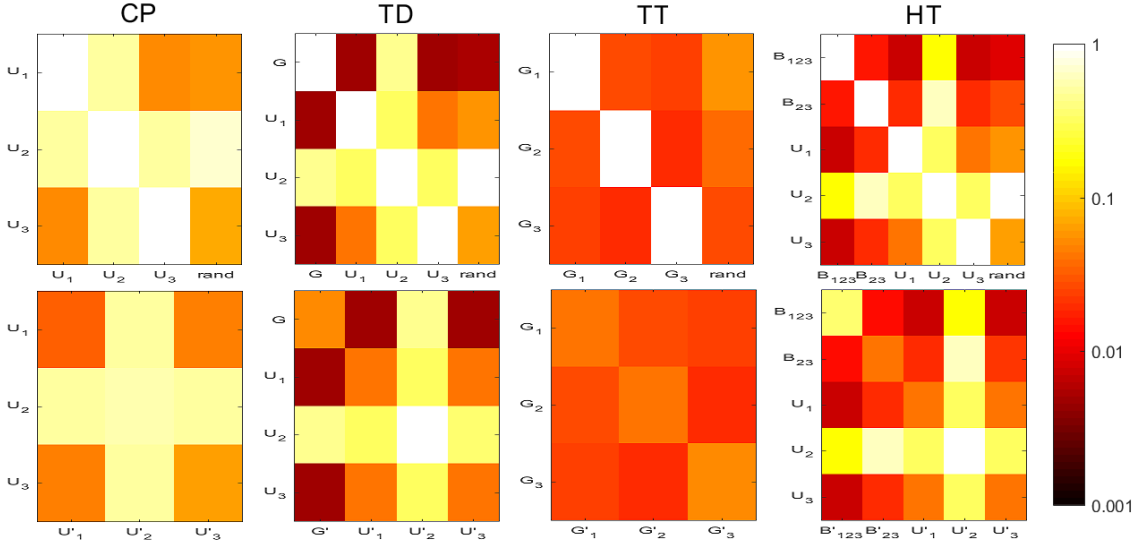 CP TD TT HT
U1
U2
U3
U1 U2 U3 rand
G
U1
U2
U3
G U1 U2 U3 rand
G1
G2
G3
G1 G2 G3 rand
B123
B23
U1
U2
U3
B123 B23 U1 U2 U3 rand
1
0.1
0.01
0.001
U1
U2
U3
U'1 U'2 U'3
G
U1
U2
U3
G' U'1 U'2 U'3
G1
G2
G3
G'1 G'2 G'3
B123
B23
U1
U2
U3
B'123 B'23 U'1 U'2 U'3